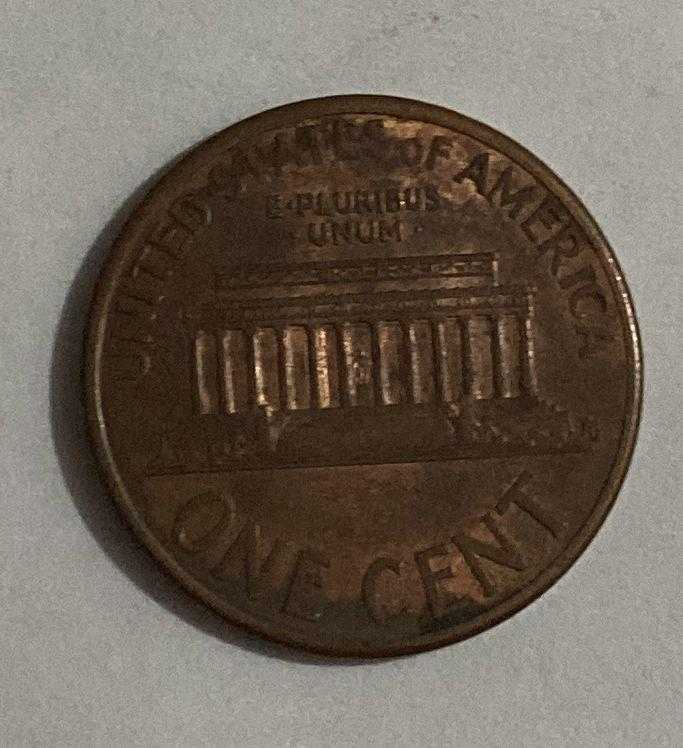 UNITED STATES OF AMERICA
E·PLURIBUS
UNUM
ONE CENT